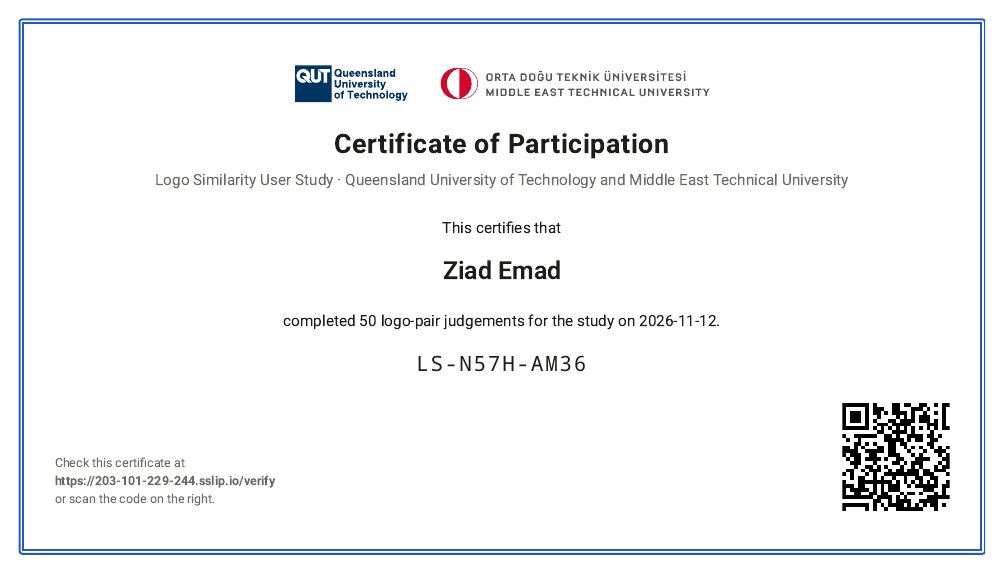 QUT
Queensland
University
of Technology
ORTA DOĞU TEKNİK ÜNİVERSİTESİ
MIDDLE EAST TECHNICAL UNIVERSITY
Certificate of Participation
Logo Similarity User Study · Queensland University of Technology and Middle East Technical University
This certifies that
Ziad Emad
completed 50 logo-pair judgements for the study on 2026-11-12.
LS-N57H-AM36
Check this certificate at
https://203-101-229-244.sslip.io/verify
or scan the code on the right.